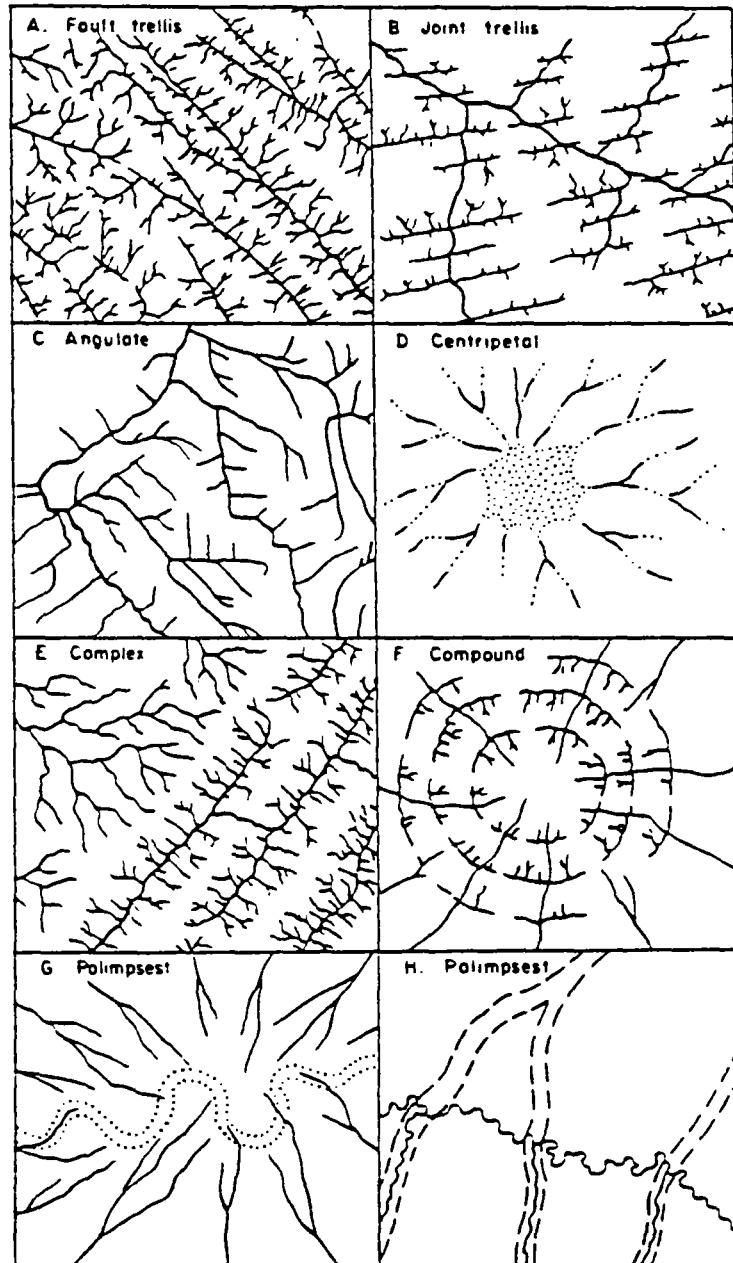 A. Fault trellis
B Joint trellis
C Angulate
D Centripetal
E Complex
F Compound
G Palimpsest
H. Palimpsest